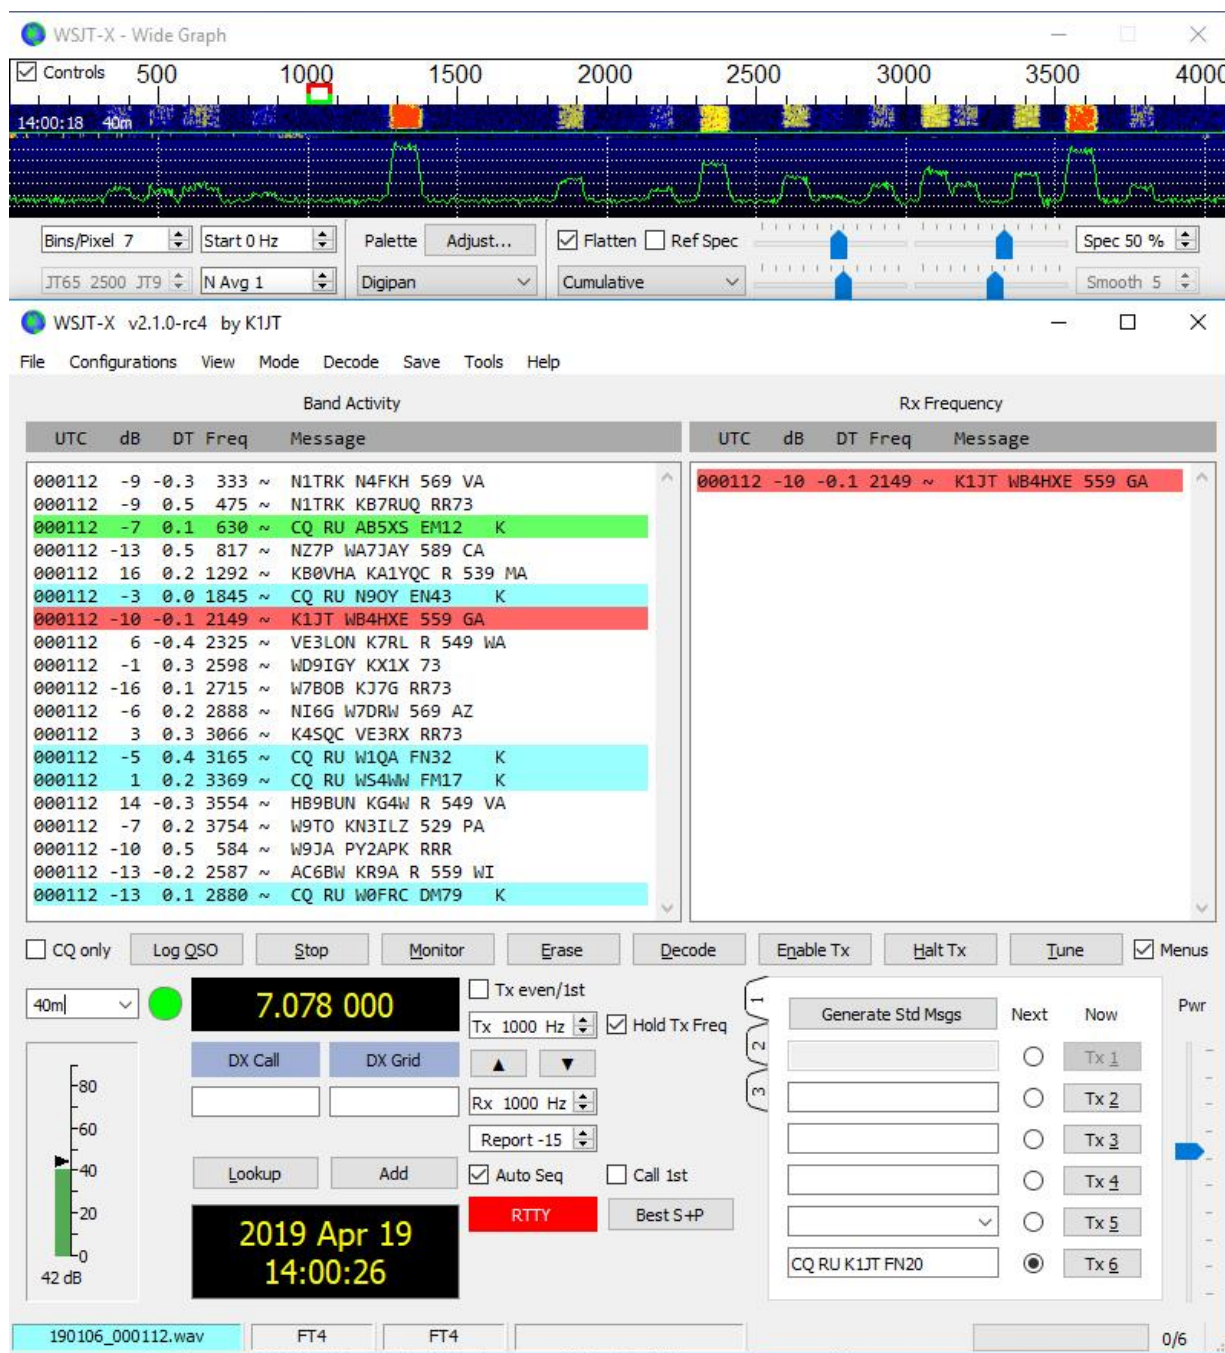 WSJT-X - Wide Graph
Controls 500 1000 1500 2000 2500 3000 3500 4000
14:00:18 40m
Bins/Pixel 7 Start 0 Hz Palette Adjust... Flatten Ref Spec Spec 50 %
JT65 2500 JT9 N Avg 1 Digipan Cumulative Smooth 5
WSJT-X v2.1.0-rc4 by K1JT
File Configurations View Mode Decode Save Tools Help
Band Activity
UTC dB DT Freq Message
000112 -9 -0.3 333 ~ N1TRK N4FKH 569 VA
000112 -9 0.5 475 ~ N1TRK KB7RUQ RR73
000112 -7 0.1 630 ~ CQ RU AB5XS EM12 K
000112 -13 0.5 817 ~ NZ7P WA7JAY 589 CA
000112 16 0.2 1292 ~ KB0VHA KA1YQC R 539 MA
000112 -3 0.0 1845 ~ CQ RU N9OY EN43 K
000112 -10 -0.1 2149 ~ K1JT WB4HXE 559 GA
000112 6 -0.4 2325 ~ VE3LON K7RL R 549 WA
000112 -1 0.3 2598 ~ WD9IGY KX1X 73
000112 -16 0.1 2715 ~ W7BOB KJ7G RR73
000112 -6 0.2 2888 ~ NI6G W7DRW 569 AZ
000112 3 0.3 3066 ~ K4SQC VE3RX RR73
000112 -5 0.4 3165 ~ CQ RU W1QA FN32 K
000112 1 0.2 3369 ~ CQ RU WS4WW FM17 K
000112 14 -0.3 3554 ~ HB9BUN KG4W R 549 VA
000112 -7 0.2 3754 ~ W9TO KN3ILZ 529 PA
000112 -10 0.5 584 ~ W9JA PY2APK RRR
000112 -13 -0.2 2587 ~ AC6BW KR9A R 559 WI
000112 -13 0.1 2880 ~ CQ RU W0FRC DM79 K
Rx Frequency
UTC dB DT Freq Message
000112 -10 -0.1 2149 ~ K1JT WB4HXE 559 GA
CQ only Log QSO Stop Monitor Erase Decode Enable Tx Halt Tx Tune Menus
40m 7.078 000
DX Call DX Grid
Lookup Add
2019 Apr 19
14:00:26
80
60
40
20
0
42 dB
Tx even/1st
Tx 1000 Hz Hold Tx Freq
Rx 1000 Hz
Report -15
Auto Seq Call 1st
RTTY Best S+P
1
2
3
Generate Std Msgs Next Now
Tx 1
Tx 2
Tx 3
Tx 4
Tx 5
CQ RU K1JT FN20 Tx 6
Pwr
190106_000112.wav FT4 FT4 0/6